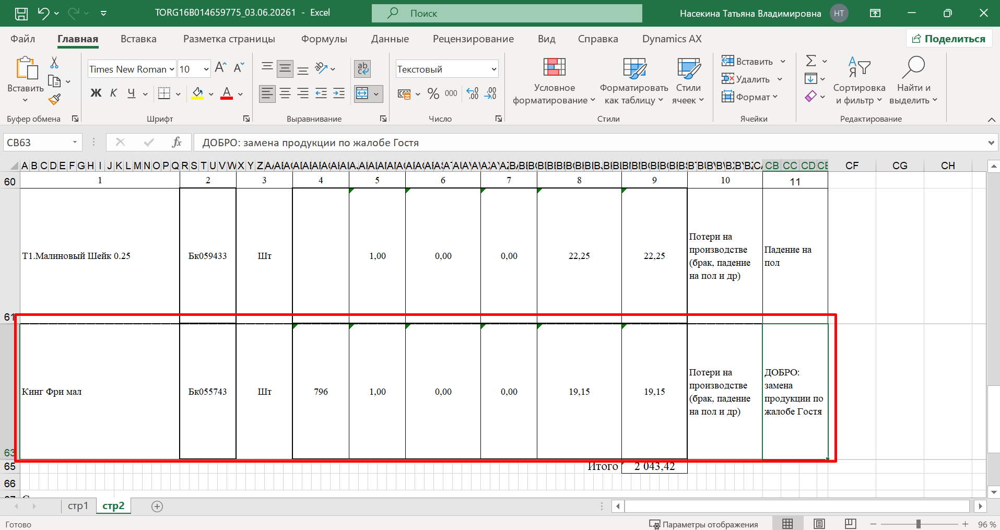 TORG16B014659775_03.06.20261 - Excel
Поиск
Насекина Татьяна Владимировна
НТ
Файл Главная Вставка Разметка страницы Формулы Данные Рецензирование Вид Справка Dynamics AX
Поделиться
Вставить
Times New Roman 10
Ж К Ч
Текстовый
% 000
Условное форматирование
Форматировать как таблицу
Стили ячеек
Вставить
Удалить
Формат
Сортировка и фильтр
Найти и выделить
Буфер обмена Шрифт Выравнивание Число Стили Ячейки Редактирование
CB63
fx
ДОБРО: замена продукции по жалобе Гостя
A B C D E F G H I J K L M N O P Q R S T U V W X Y Z
CB CC CD CF CG CH
60 1 2 3 4 5 6 7 8 9 10 11
Т1.Малиновый Шейк 0.25 Бк059433 Шт 1,00 0,00 0,00 22,25 22,25
Потери на
производстве
(брак, падение
на пол и др)
Падение на
пол
61
Кинг Фри мал Бк055743 Шт 796 1,00 0,00 0,00 19,15 19,15
Потери на
производстве
(брак, падение
на пол и др)
ДОБРО:
замена
продукции по
жалобе Гостя
63
65 Итого 2 043,42
66
стр1 стр2
Готово
Параметры отображения
96 %